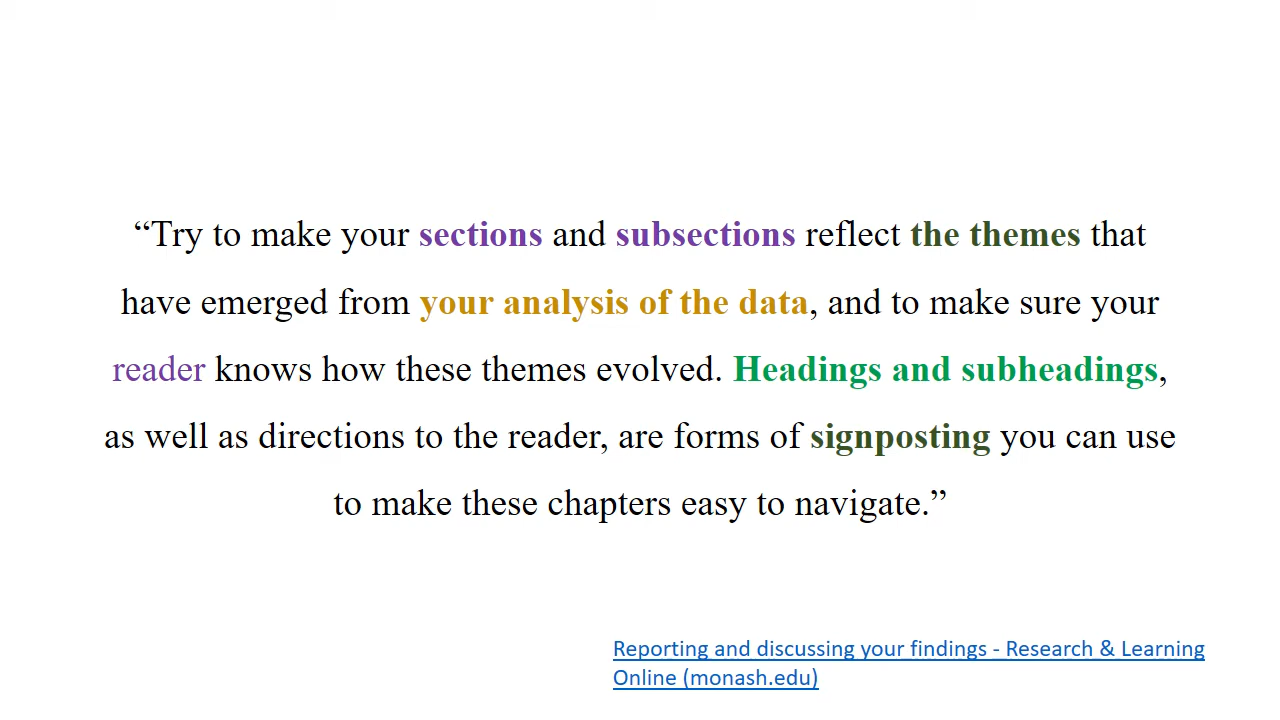 “Try to make your sections and subsections reflect the themes that
have emerged from your analysis of the data, and to make sure your
reader knows how these themes evolved. Headings and subheadings,
as well as directions to the reader, are forms of signposting you can use
to make these chapters easy to navigate.”
Reporting and discussing your findings - Research & Learning
Online (monash.edu)